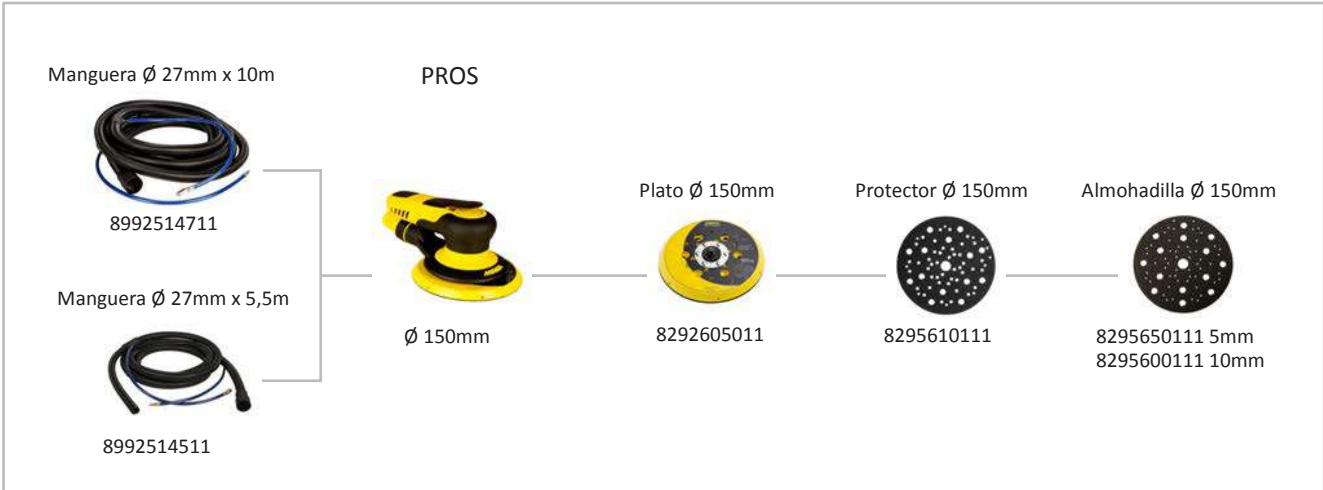 Manguera Ø 27mm x 10m
8992514711
Manguera Ø 27mm x 5,5m
8992514511
PROS
Ø 150mm
Plato Ø 150mm
8292605011
Protector Ø 150mm
8295610111
Almohadilla Ø 150mm
8295650111 5mm
8295600111 10mm